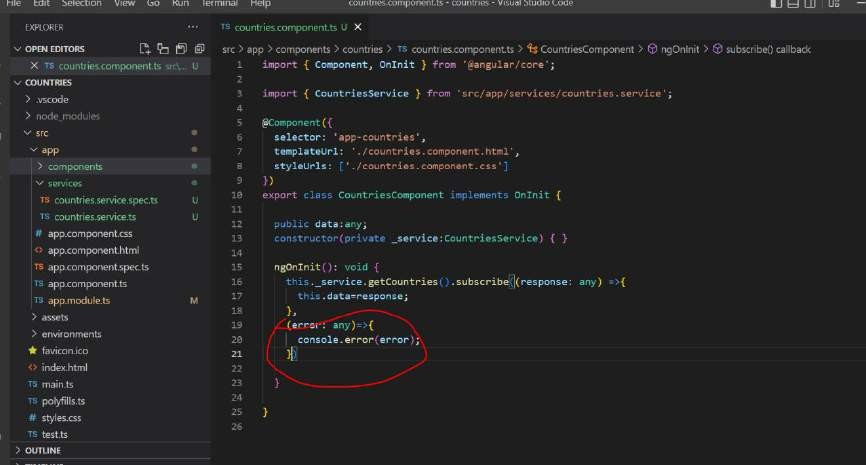 File Edit Selection View Go Run Terminal Help countries.component.ts - countries - Visual Studio Code
EXPLORER ...
OPEN EDITORS
TS countries.component.ts src\... U
COUNTRIES
.vscode
node_modules
src
app
components
services
TS countries.service.spec.ts U
TS countries.service.ts U
# app.component.css
<> app.component.html
TS app.component.spec.ts
TS app.component.ts
TS app.module.ts M
assets
environments
favicon.ico
<> index.html
TS main.ts
TS polyfills.ts
# styles.css
TS test.ts
OUTLINE
TS countries.component.ts U X
src > app > components > countries > TS countries.component.ts > CountriesComponent > ngOnInit > subscribe() callback
1 import { Component, OnInit } from '@angular/core';
2
3 import { CountriesService } from 'src/app/services/countries.service';
4
5 @Component({
6 selector: 'app-countries',
7 templateUrl: './countries.component.html',
8 styleUrls: ['./countries.component.css']
9 })
10 export class CountriesComponent implements OnInit {
11
12 public data:any;
13 constructor(private _service:CountriesService) { }
14
15 ngOnInit(): void {
16 this._service.getCountries().subscribe((response: any) =>{
17 this.data=response;
18 },
19 (error: any)=>{
20 console.error(error);
21 })
22
23 }
24
25 }
26